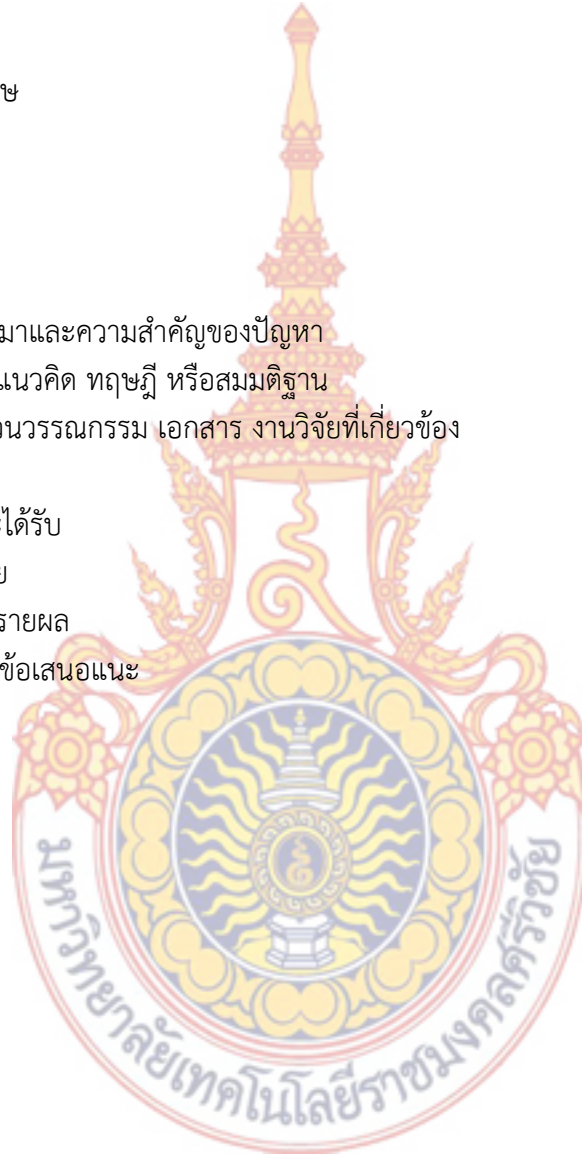 ษ
มาและความสำคัญของปัญหา
แนวคิด ทฤษฎี หรือสมมติฐาน
วนวรรณกรรม เอกสาร งานวิจัยที่เกี่ยวข้อง
ะได้รับ
ย
รายผล
ข้อเสนอแนะ
มหาวิทยาลัยเทคโนโลยีราชมงคลศรีวิชัย